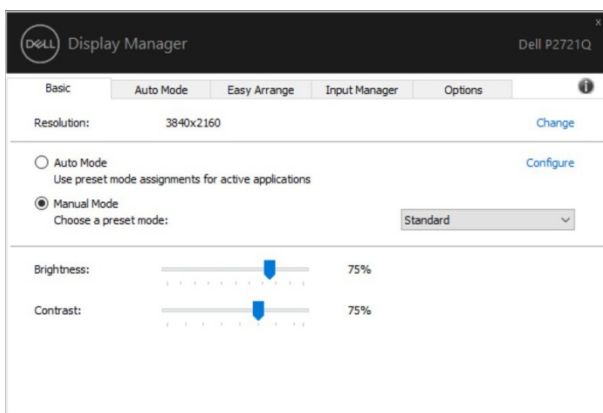 DELL Display Manager
x
Dell P2721Q
Basic Auto Mode Easy Arrange Input Manager Options i
Resolution: 3840x2160 Change
Auto Mode Configure
Use preset mode assignments for active applications
Manual Mode
Choose a preset mode: Standard
Brightness: 75%
Contrast: 75%